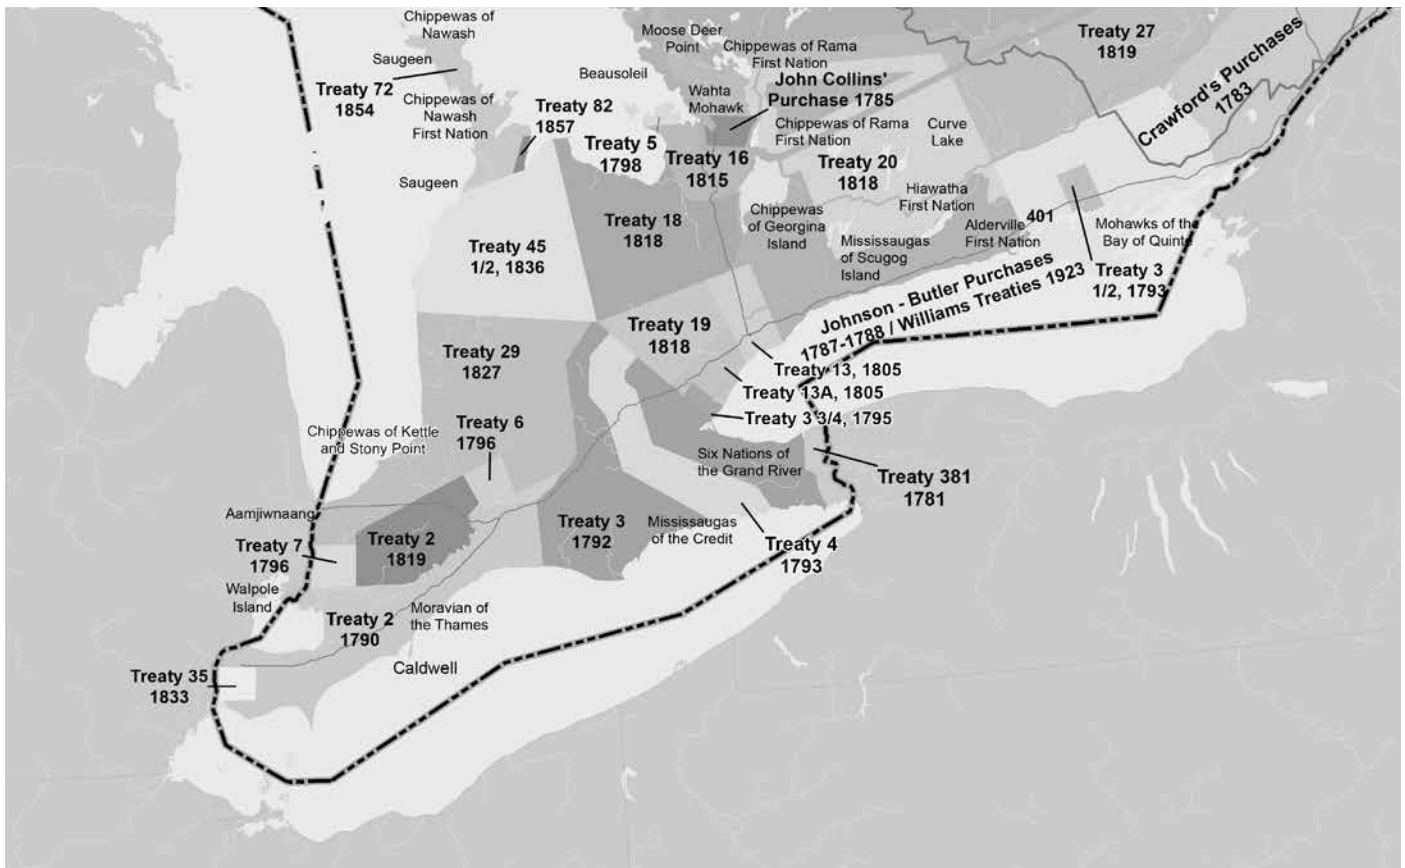 Chippewas of
Nawash
Saugeen
Treaty 72
1854
Chippewas of
Nawash
First Nation
Saugeen
Beausoleil
Treaty 82
1857
Moose Deer
Point
Chippewas of Rama
First Nation
John Collins'
Purchase 1785
Wahta
Mohawk
Treaty 27
1819
Crawford's Purchases
1783
Treaty 5
1798
Treaty 16
1815
Chippewas of Rama
First Nation
Curve
Lake
Treaty 20
1818
Hiawatha
First Nation
Treaty 18
1818
Chippewas
of Georgina
Island
Mississaugas
of Scugog
Island
Alderville
First Nation
401
Mohawks of the
Bay of Quinte
Treaty 45
1/2, 1836
Treaty 3
1/2, 1793
Johnson - Butler Purchases
1787-1788 / Williams Treaties 1923
Treaty 19
1818
Treaty 29
1827
Treaty 13, 1805
Treaty 13A, 1805
Treaty 3 3/4, 1795
Treaty 6
1796
Chippewas of Kettle
and Stony Point
Six Nations of
the Grand River
Treaty 381
1781
Aamjiwnaang
Treaty 7
1796
Treaty 2
1819
Treaty 3
1792
Mississaugas
of the Credit
Treaty 4
1793
Walpole
Island
Treaty 2
1790
Moravian of
the Thames
Caldwell
Treaty 35
1833